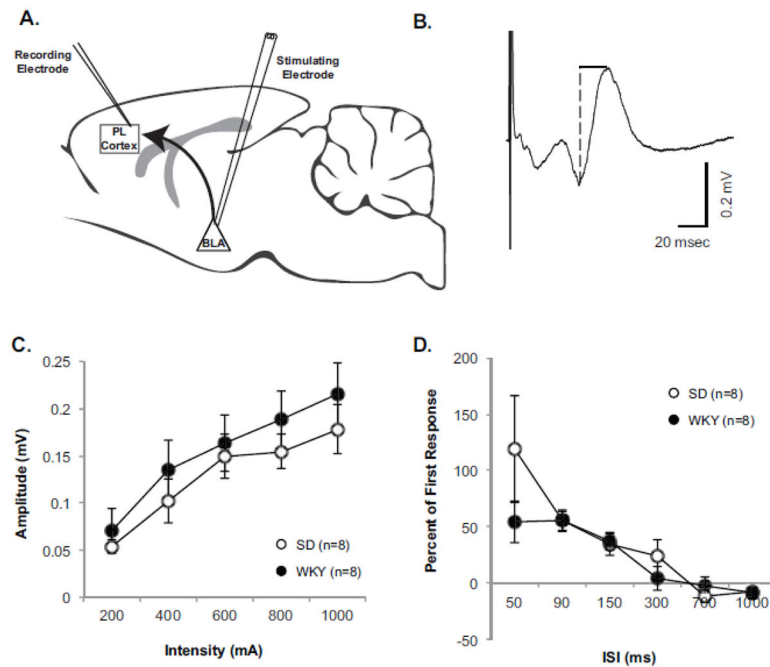 A.
Recording
Electrode
Stimulating
Electrode
PL
Cortex
BLA
B.
0.2 mV
20 msec
C.
0.25
0.2
0.15
0.1
0.05
0
Amplitude (mV)
SD (n=8)
WKY (n=8)
200 400 600 800 1000
Intensity (mA)
D.
200
150
100
50
0
-50
Percent of First Response
SD (n=8)
WKY (n=8)
50 90 150 300 700 1000
ISI (ms)